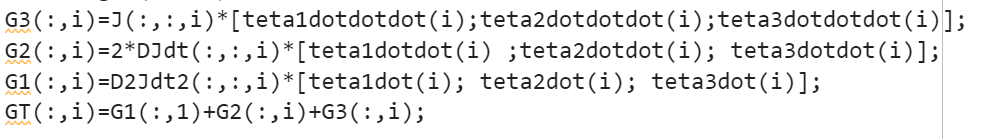 G3(:,i)=J(:,:,i)*[teta1dotdotdot(i);teta2dotdotdot(i);teta3dotdotdot(i)];
G2(:,i)=2*DJdt(:,:,i)*[teta1dotdot(i) ;teta2dotdot(i); teta3dotdot(i)];
G1(:,i)=D2Jdt2(:,:,i)*[teta1dot(i); teta2dot(i); teta3dot(i)];
GT(:,i)=G1(:,1)+G2(:,i)+G3(:,i);